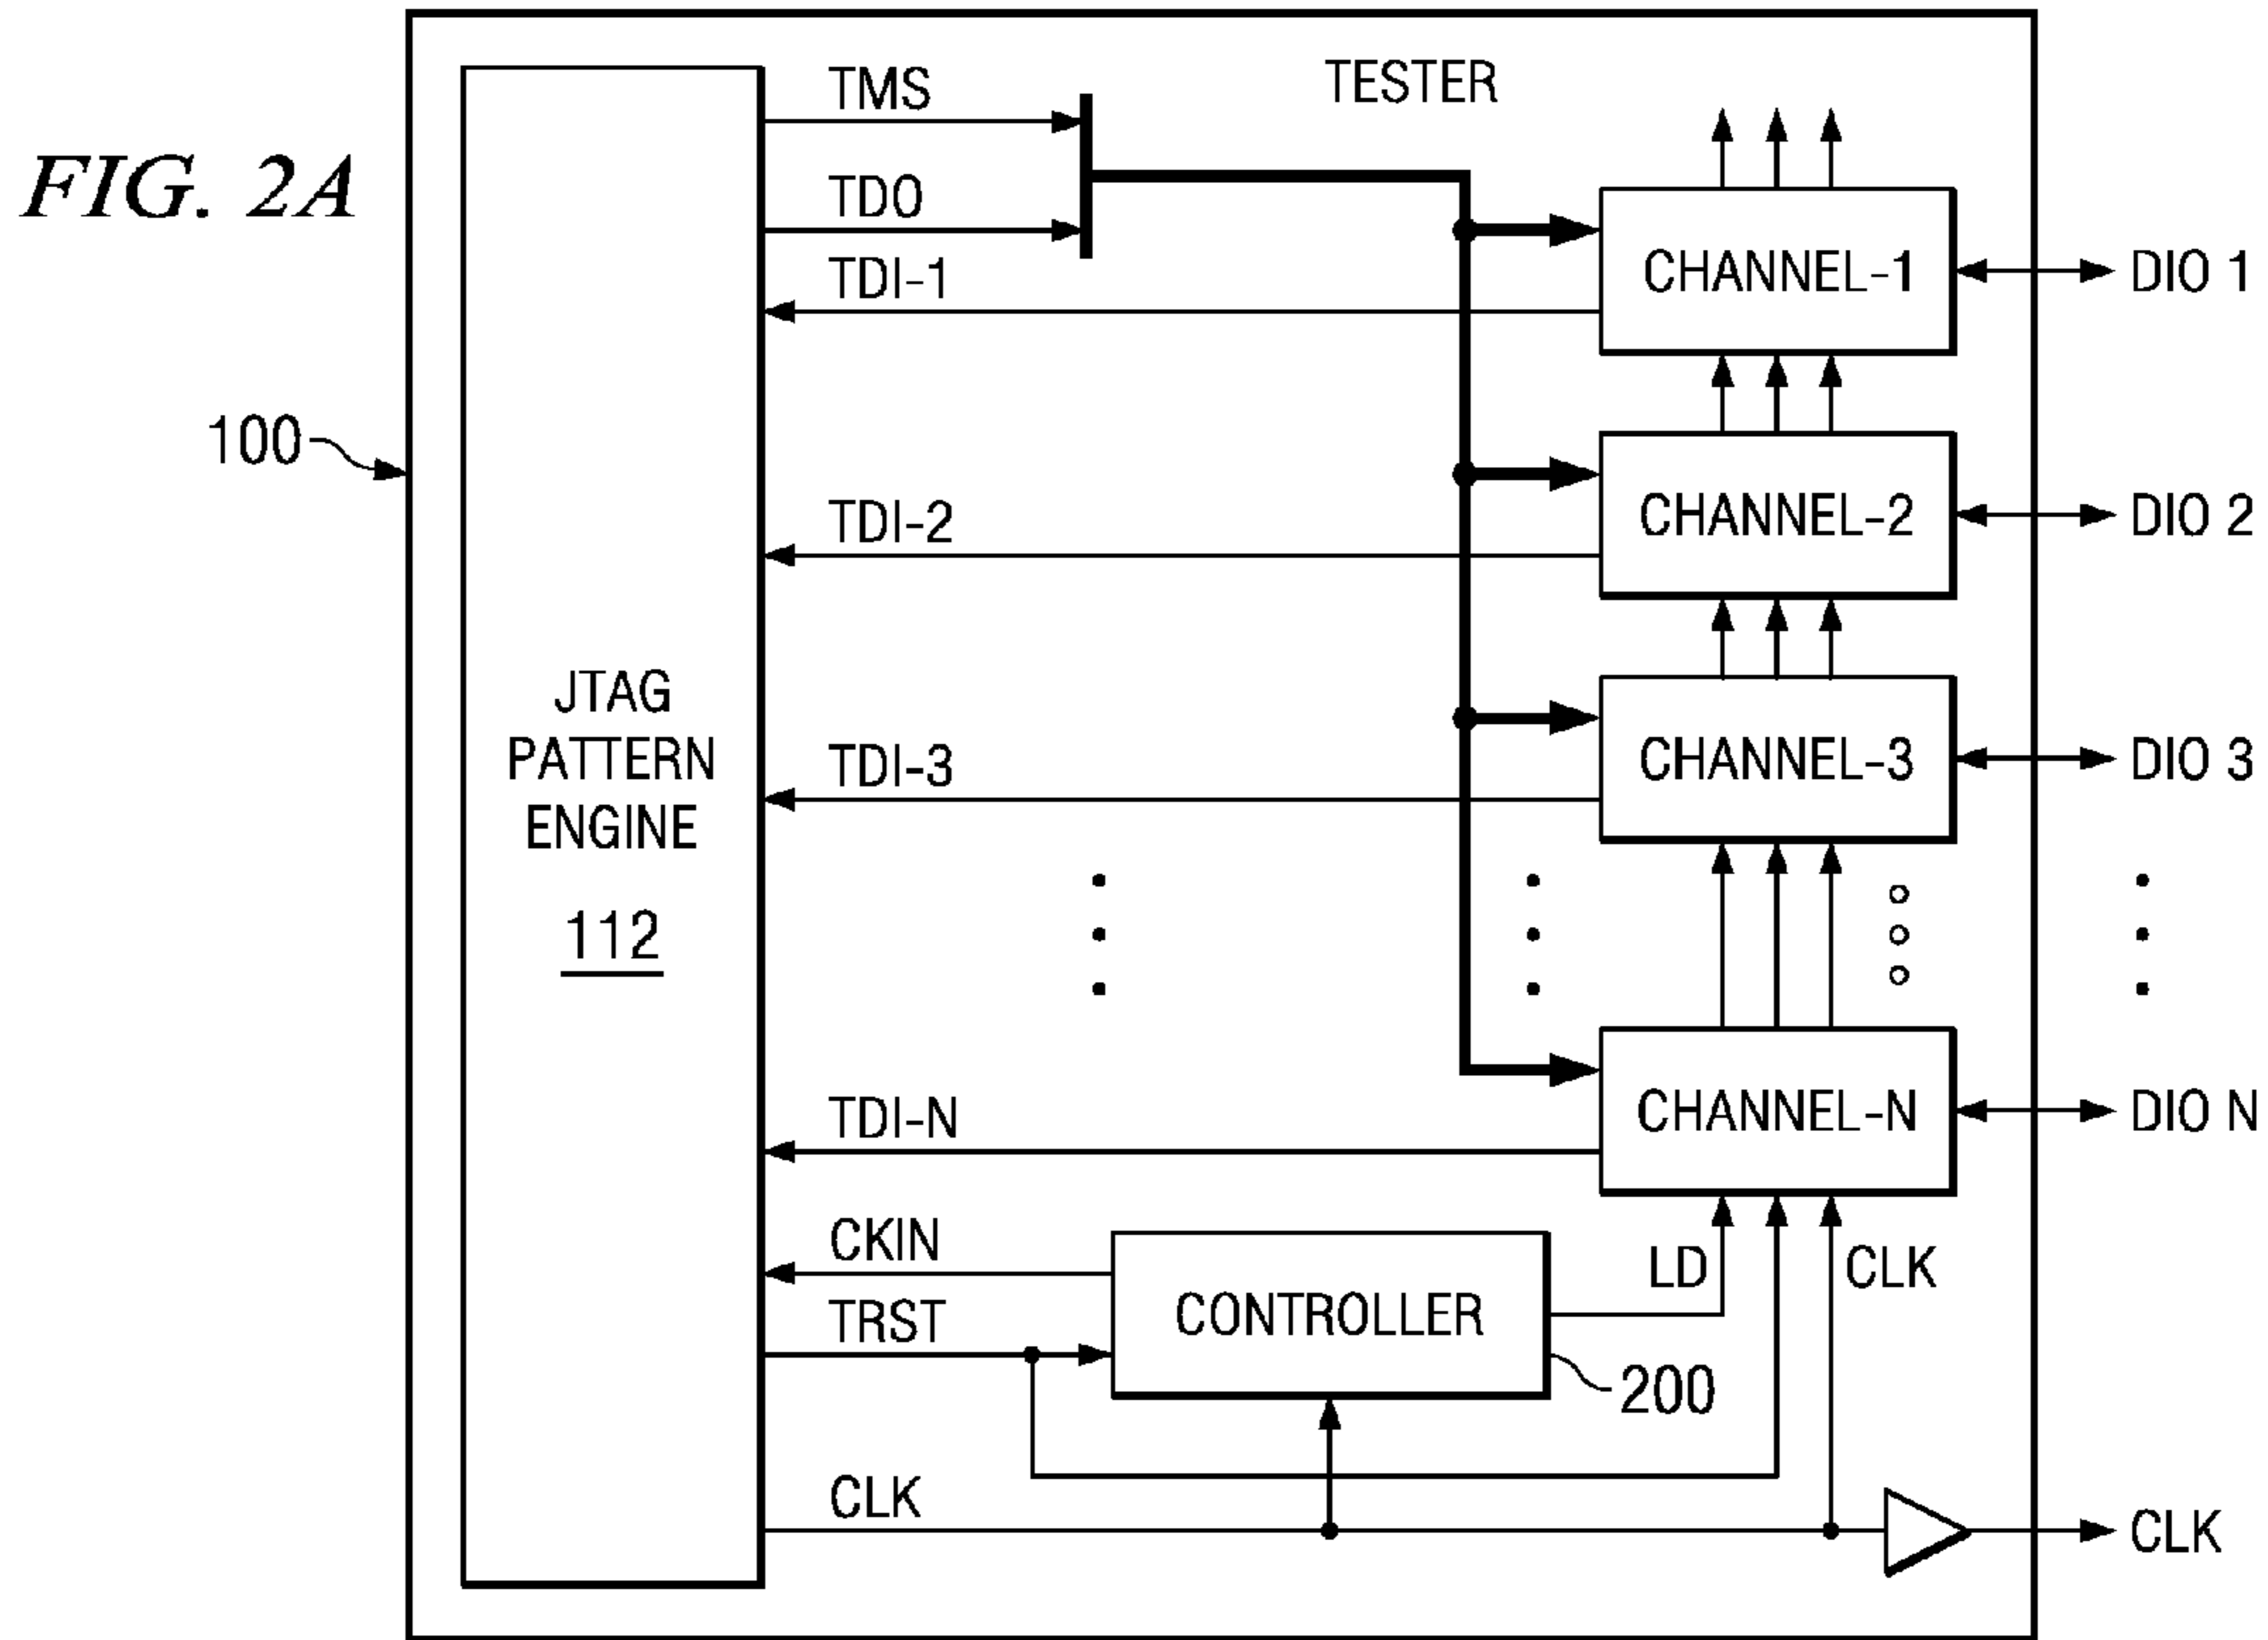 FIG. 2A
TESTER
100
JTAG
PATTERN
ENGINE
112
TMS
TDO
TDI-1
TDI-2
TDI-3
TDI-N
CKIN
TRST
CLK
CHANNEL-1
CHANNEL-2
CHANNEL-3
CHANNEL-N
CONTROLLER
200
LD
CLK
DIO 1
DIO 2
DIO 3
DIO N
CLK